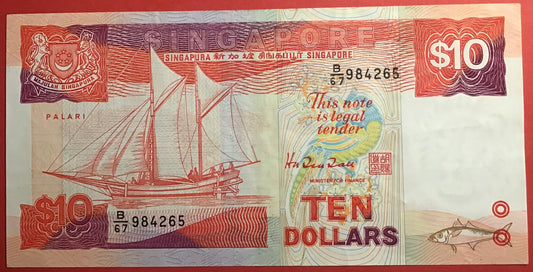 SINGAPORE
SINGAPURA 新加坡 சிங்கப்பூர் SINGAPORE
$10
MAJULAH SINGAPURA
B/67 984265
PALARI
This note
is legal
tender
MINISTER FOR FINANCE
$10
B/67 984265
TEN
DOLLARS